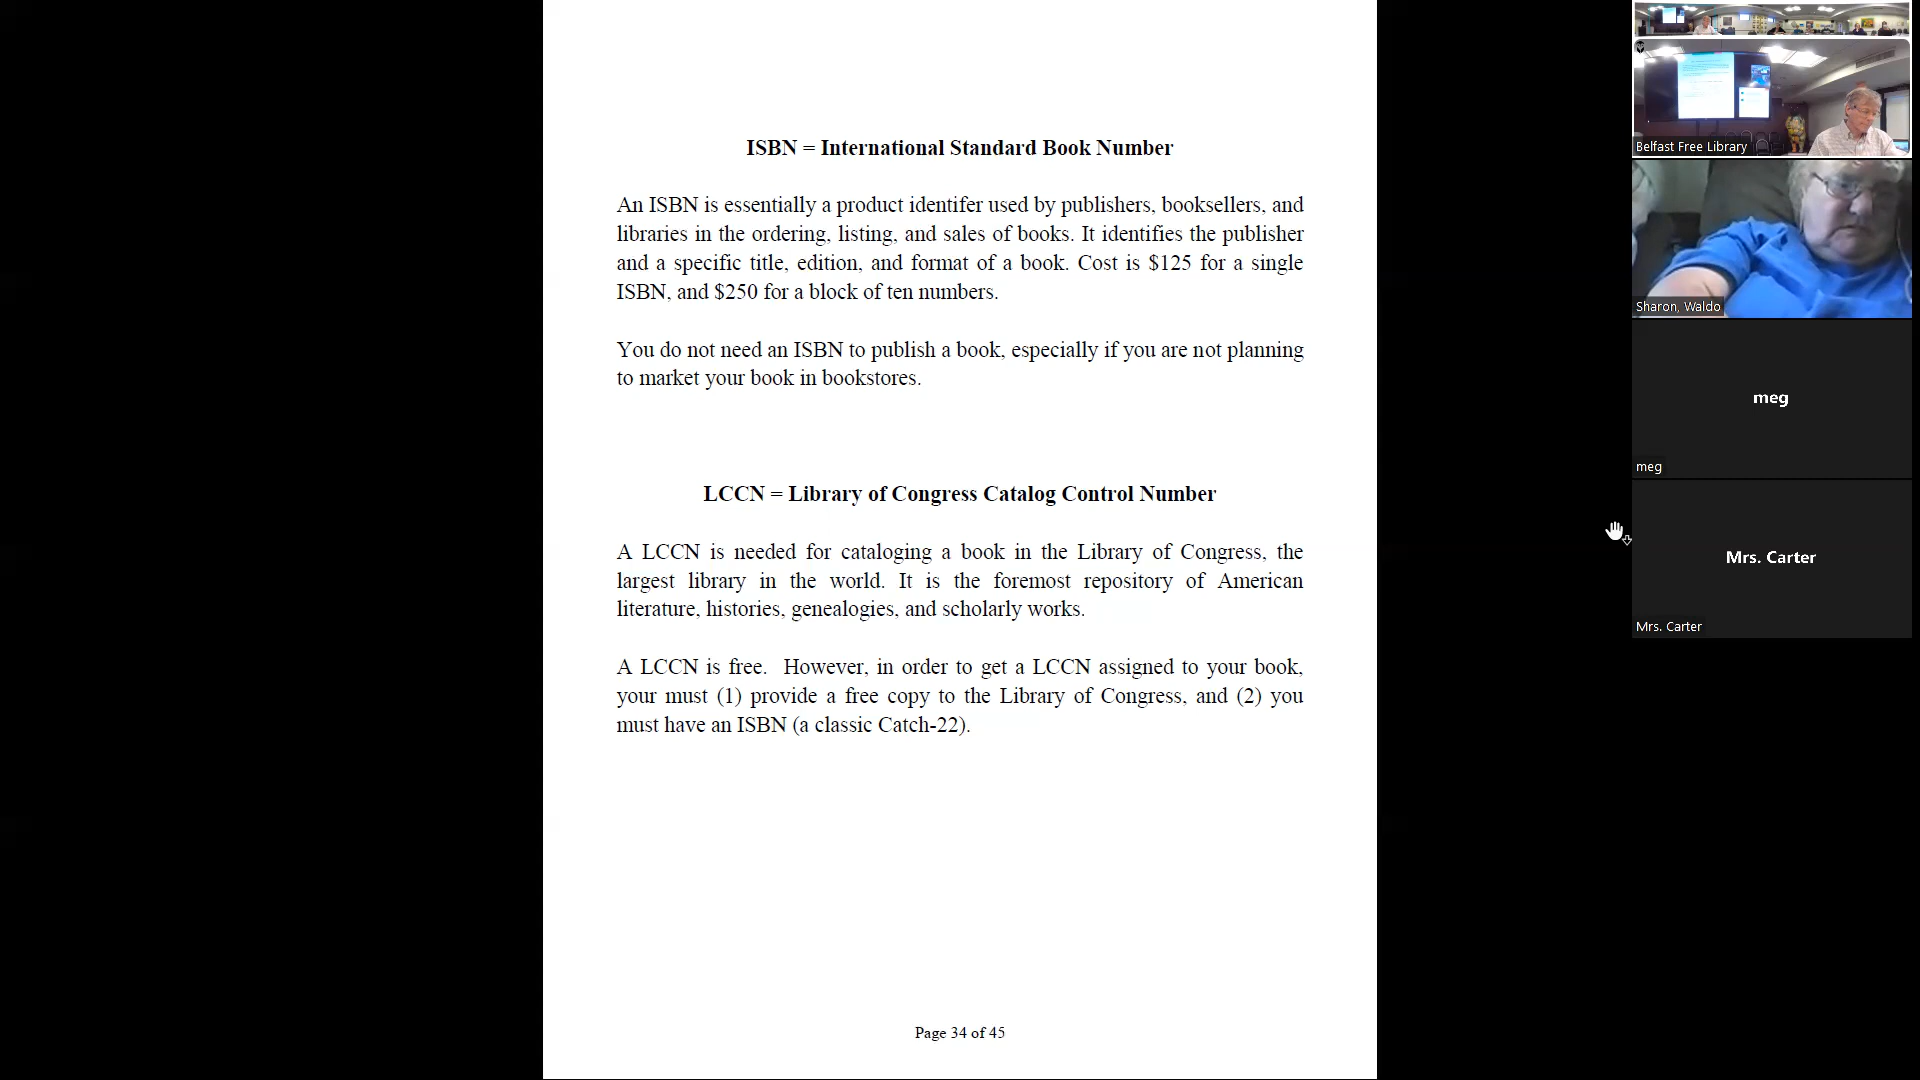 ISBN = International Standard Book Number
An ISBN is essentially a product identifer used by publishers, booksellers, and
libraries in the ordering, listing, and sales of books. It identifies the publisher
and a specific title, edition, and format of a book. Cost is $125 for a single
ISBN, and $250 for a block of ten numbers.
You do not need an ISBN to publish a book, especially if you are not planning
to market your book in bookstores.
LCCN = Library of Congress Catalog Control Number
A LCCN is needed for cataloging a book in the Library of Congress, the
largest library in the world. It is the foremost repository of American
literature, histories, genealogies, and scholarly works.
A LCCN is free. However, in order to get a LCCN assigned to your book,
your must (1) provide a free copy to the Library of Congress, and (2) you
must have an ISBN (a classic Catch-22).
Page 34 of 45
Belfast Free Library
Sharon, Waldo
meg
meg
Mrs. Carter
Mrs. Carter